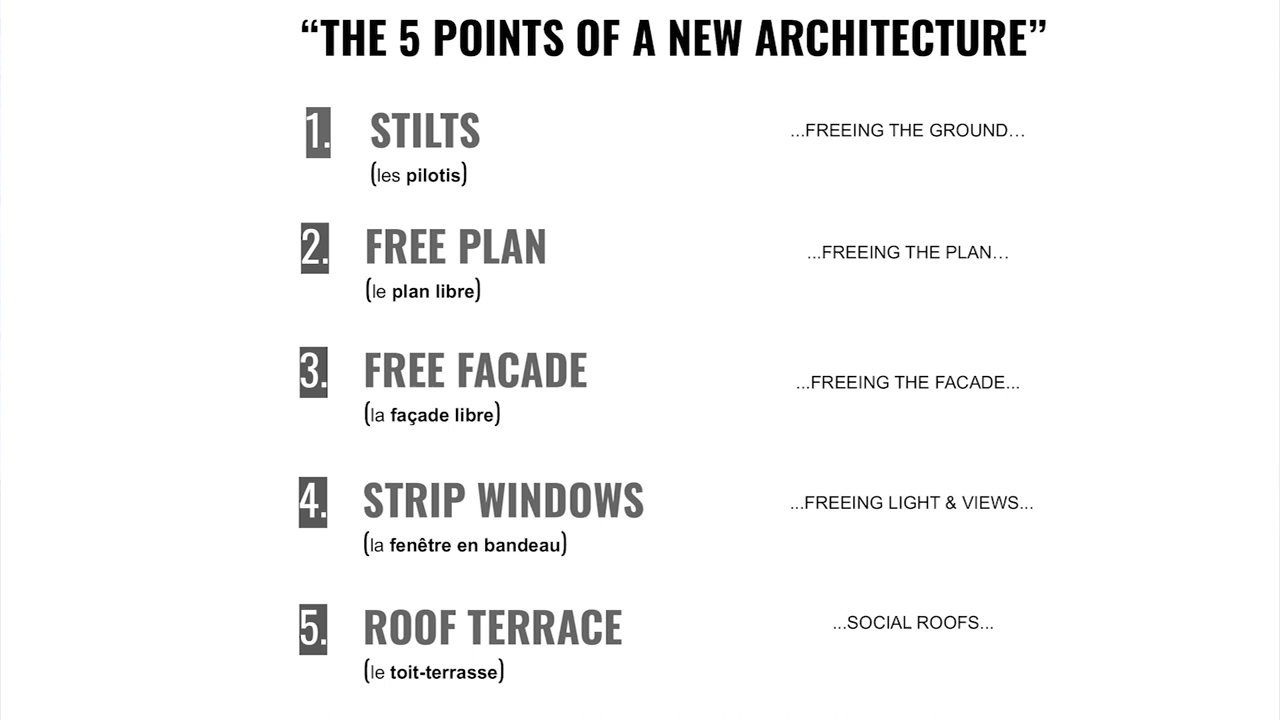 “THE 5 POINTS OF A NEW ARCHITECTURE”
1. STILTS ...FREEING THE GROUND...
(les pilotis)
2. FREE PLAN ...FREEING THE PLAN...
(le plan libre)
3. FREE FACADE ...FREEING THE FACADE...
(la façade libre)
4. STRIP WINDOWS ...FREEING LIGHT & VIEWS...
(la fenêtre en bandeau)
5. ROOF TERRACE ...SOCIAL ROOFS...
(le toit-terrasse)